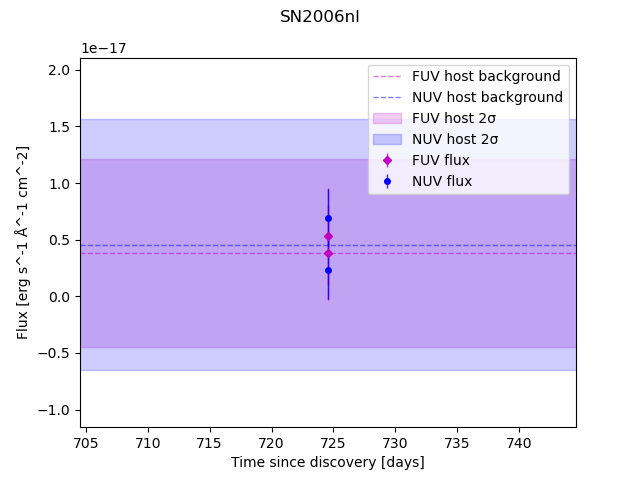 SN2006nl
1e−17
2.0
1.5
1.0
0.5
0.0
−0.5
−1.0
Flux [erg s^-1 Å^-1 cm^-2]
FUV host background
NUV host background
FUV host 2σ
NUV host 2σ
FUV flux
NUV flux
705 710 715 720 725 730 735 740
Time since discovery [days]